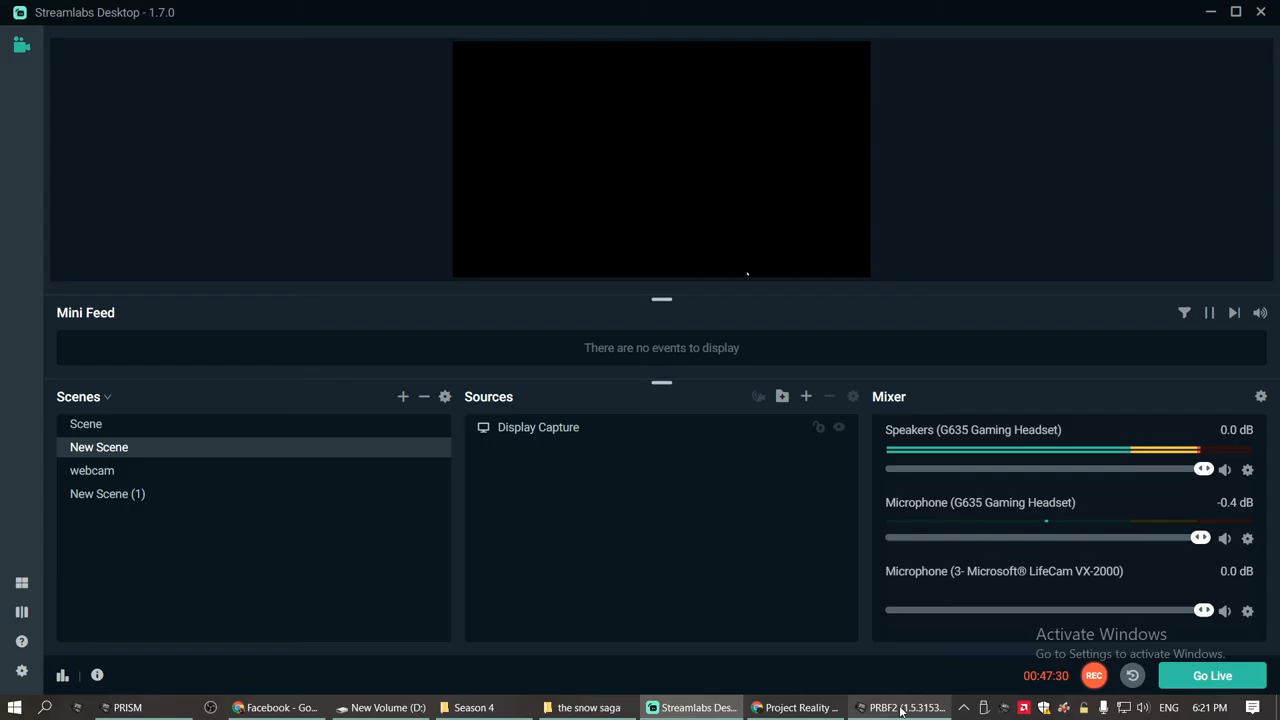 Streamlabs Desktop - 1.7.0
Mini Feed
There are no events to display
Scenes
Scene
New Scene
webcam
New Scene (1)
Sources
Display Capture
Mixer
Speakers (G635 Gaming Headset) 0.0 dB
Microphone (G635 Gaming Headset) -0.4 dB
Microphone (3- Microsoft® LifeCam VX-2000) 0.0 dB
Activate Windows
Go to Settings to activate Windows.
00:47:30 REC Go Live
PRISM Facebook - Go... New Volume (D:) Season 4 the snow saga Streamlabs Des... Project Reality ... PRBF2 (1.5.3153... ENG 6:21 PM